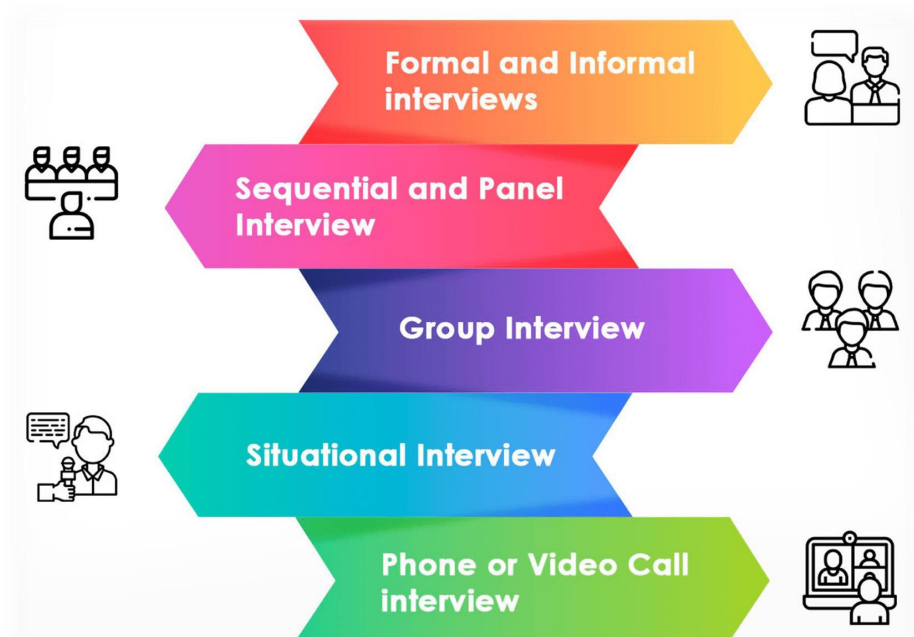 Formal and Informal
interviews
Sequential and Panel
Interview
Group Interview
Situational Interview
Phone or Video Call
interview